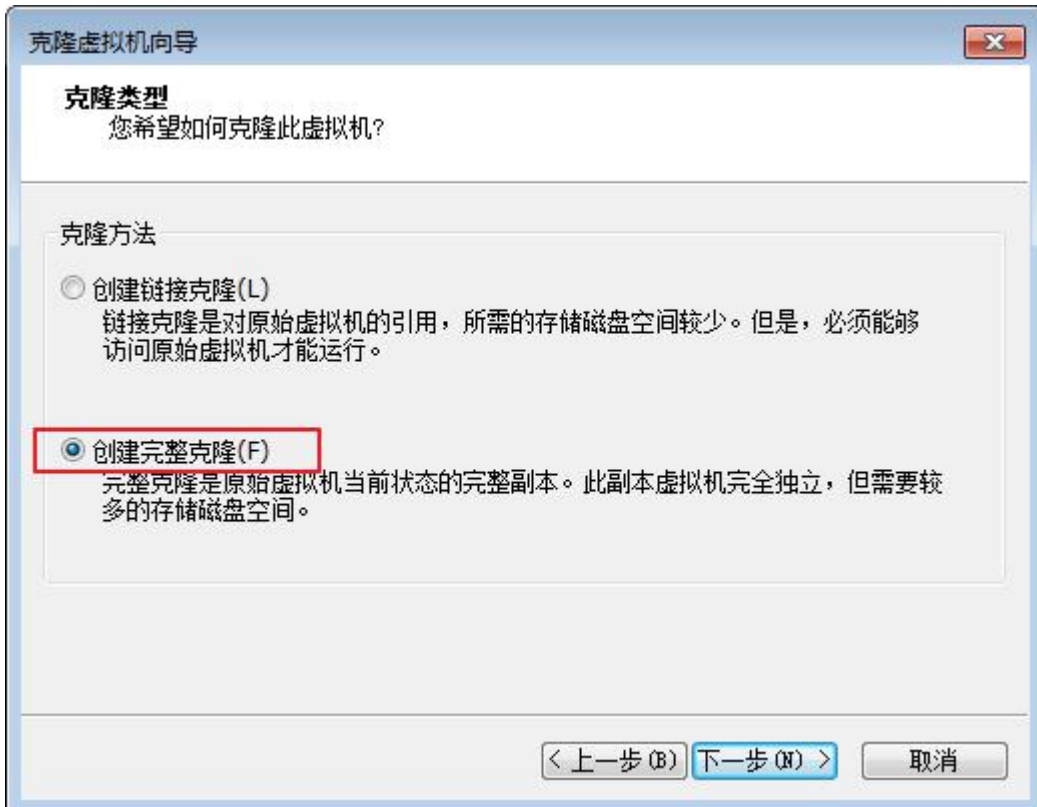 克隆虚拟机向导
克隆类型
您希望如何克隆此虚拟机?
克隆方法
创建链接克隆(L)
链接克隆是对原始虚拟机的引用，所需的存储磁盘空间较少。但是，必须能够
访问原始虚拟机才能运行。
创建完整克隆(F)
完整克隆是原始虚拟机当前状态的完整副本。此副本虚拟机完全独立，但需要较
多的存储磁盘空间。
< 上一步(B) 下一步(N) > 取消